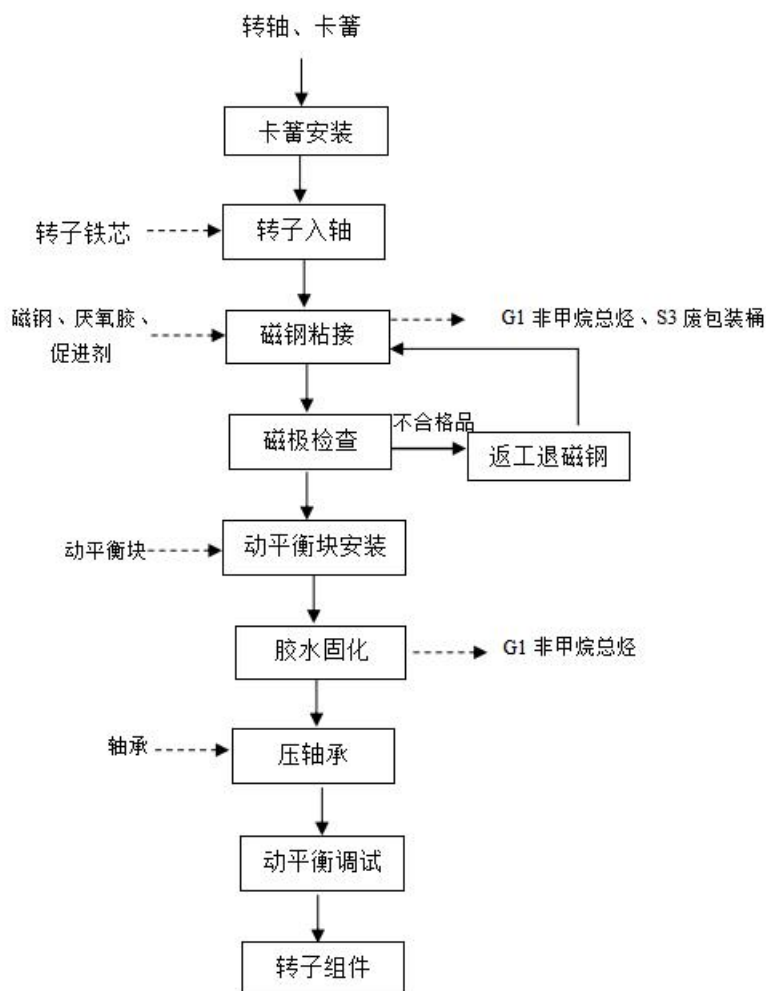 转轴、卡簧
卡簧安装
转子铁芯
转子入轴
磁钢、厌氧胶、
促进剂
磁钢粘接
G1 非甲烷总烃、S3 废包装桶
磁极检查
不合格品
返工退磁钢
动平衡块
动平衡块安装
胶水固化
G1 非甲烷总烃
轴承
压轴承
动平衡调试
转子组件